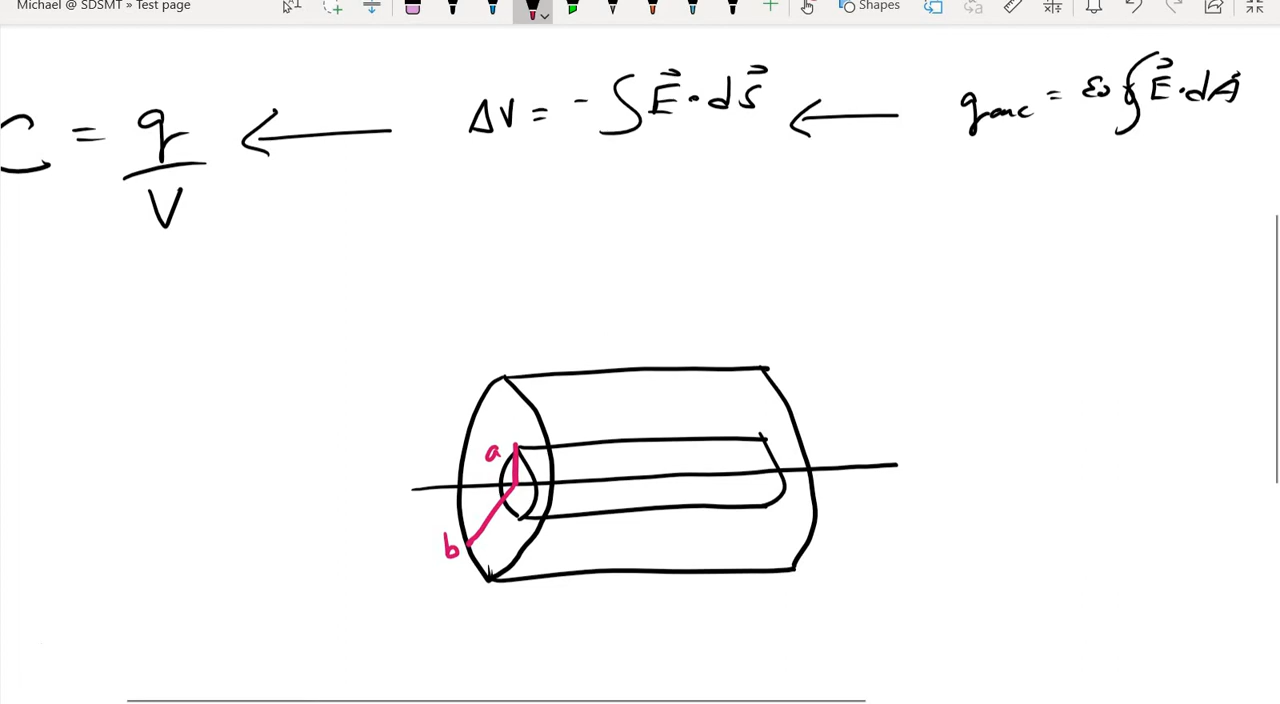 Michael @ SDSMT » Test page
Shapes
C = q/V ← ΔV = - ∫ E⃗ · dS⃗ ← qenc = ε0 ∮ E⃗ · dA⃗
a
b